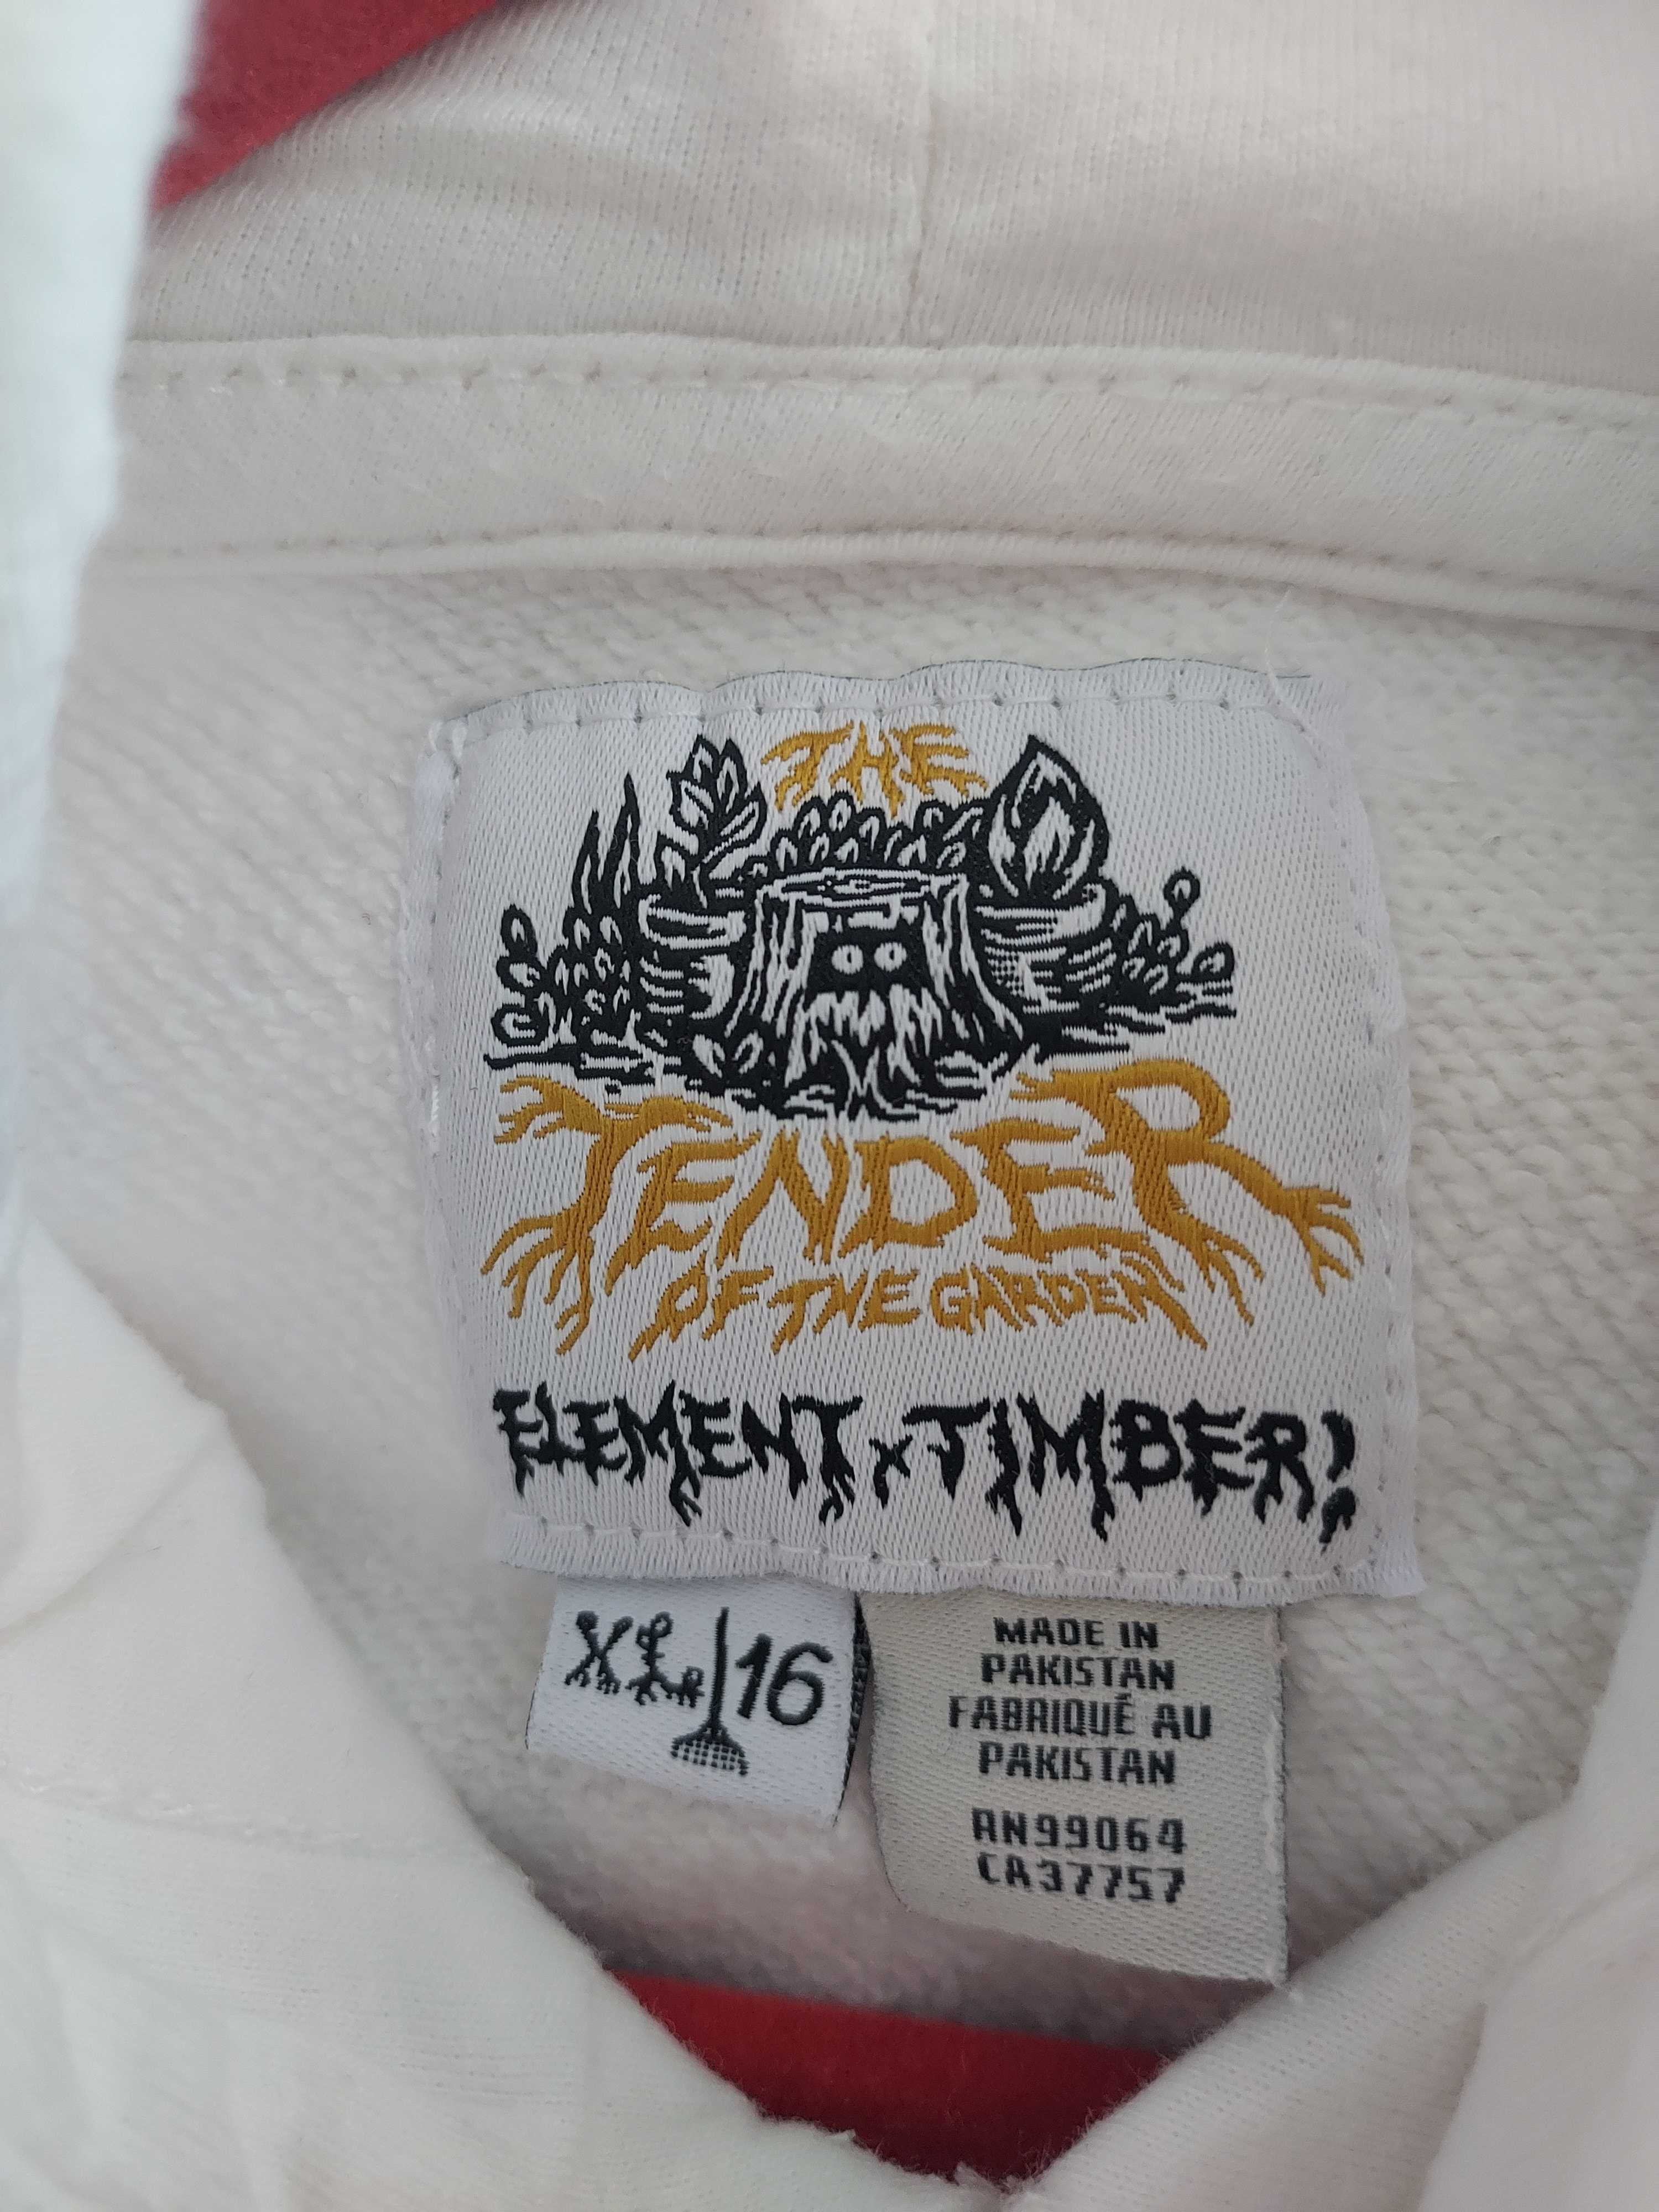 THE
TENDER
OF THE GARDEN
ELEMENT x TIMBER!
XL 16
MADE IN
PAKISTAN
FABRIQUÉ AU
PAKISTAN
RN99064
CA37757